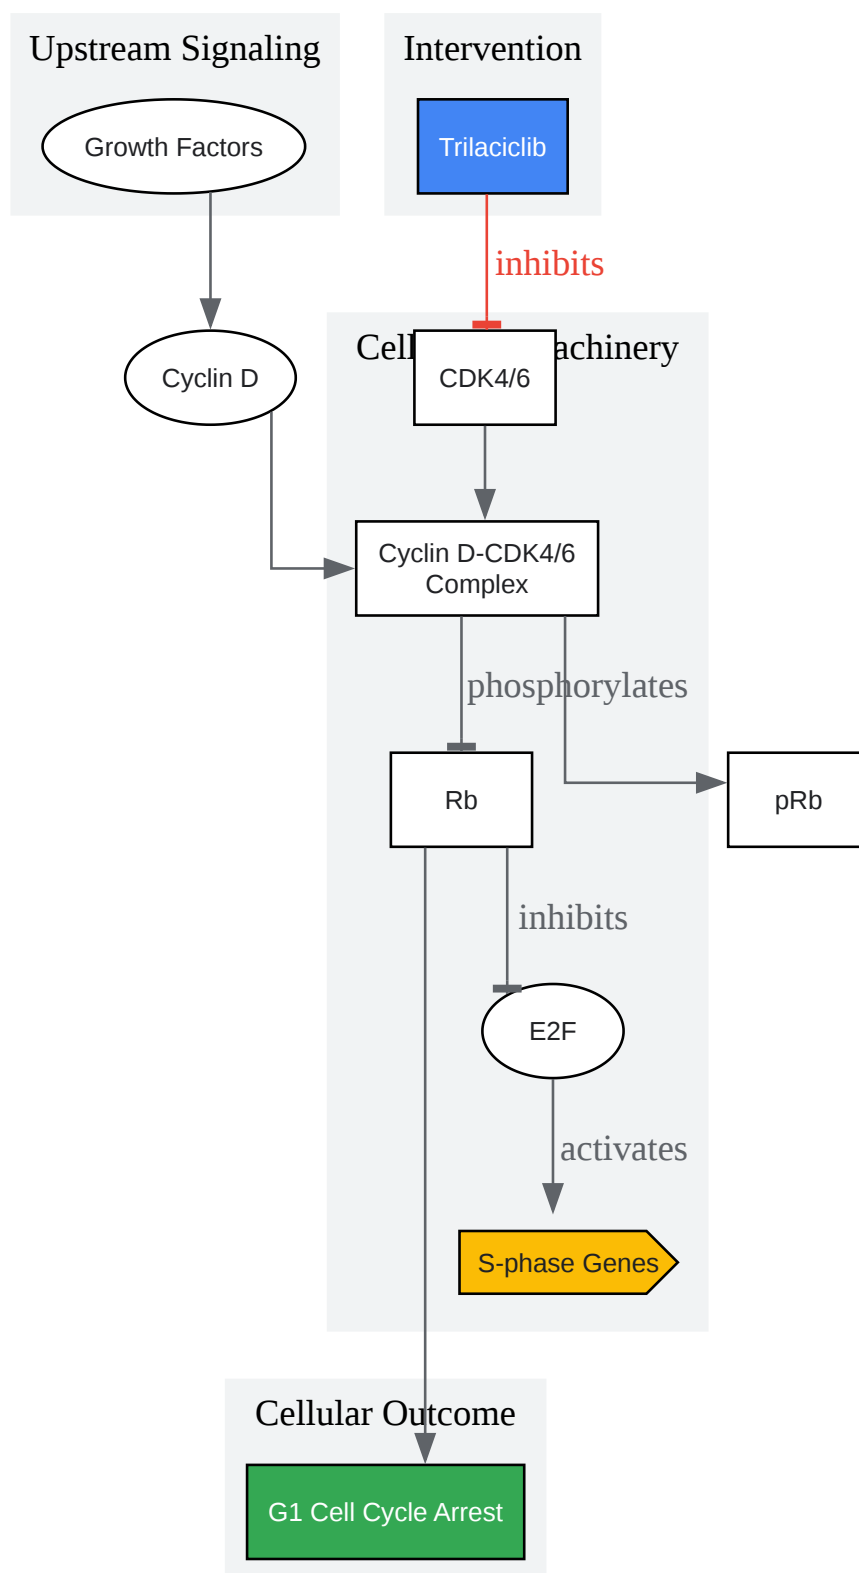 Upstream Signaling
Intervention
Growth Factors
Trilaciclib
inhibits
Cell
achinery
Cyclin D
CDK4/6
Cyclin D-CDK4/6
Complex
phosphorylates
Rb
pRb
inhibits
E2F
activates
S-phase Genes
Cellular Outcome
G1 Cell Cycle Arrest